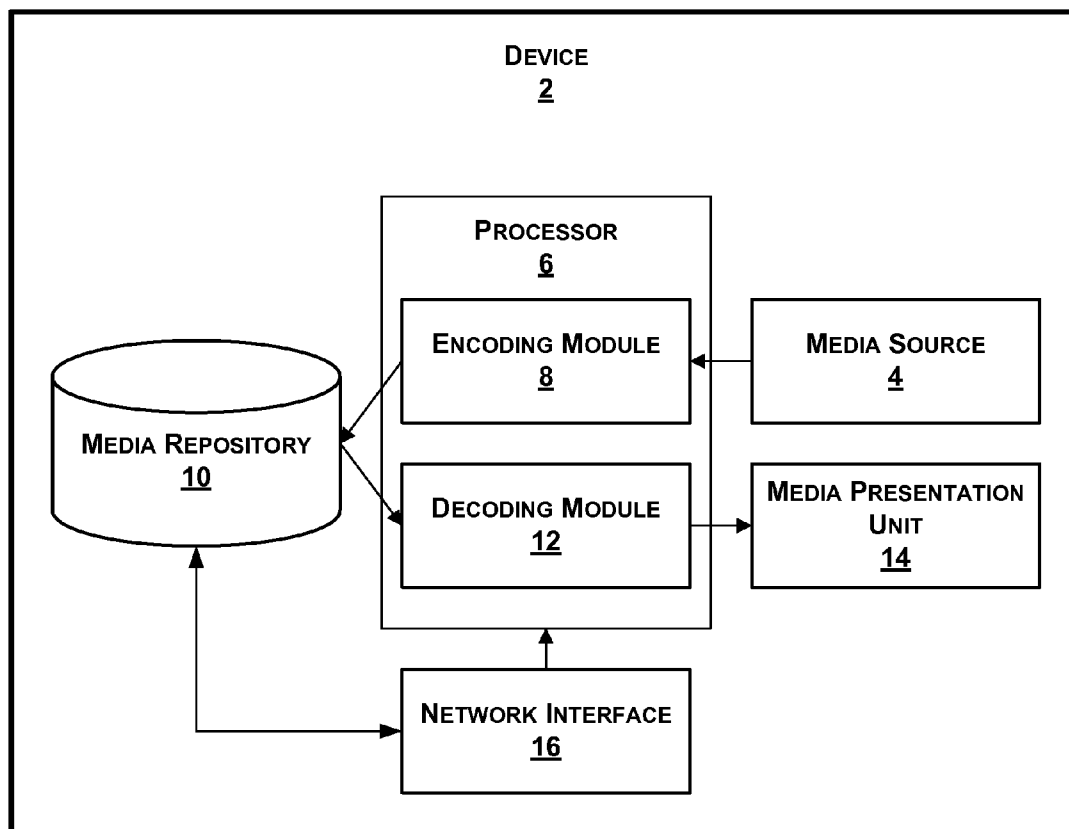 DEVICE
2
PROCESSOR
6
ENCODING MODULE
8
MEDIA SOURCE
4
MEDIA REPOSITORY
10
DECODING MODULE
12
MEDIA PRESENTATION
UNIT
14
NETWORK INTERFACE
16